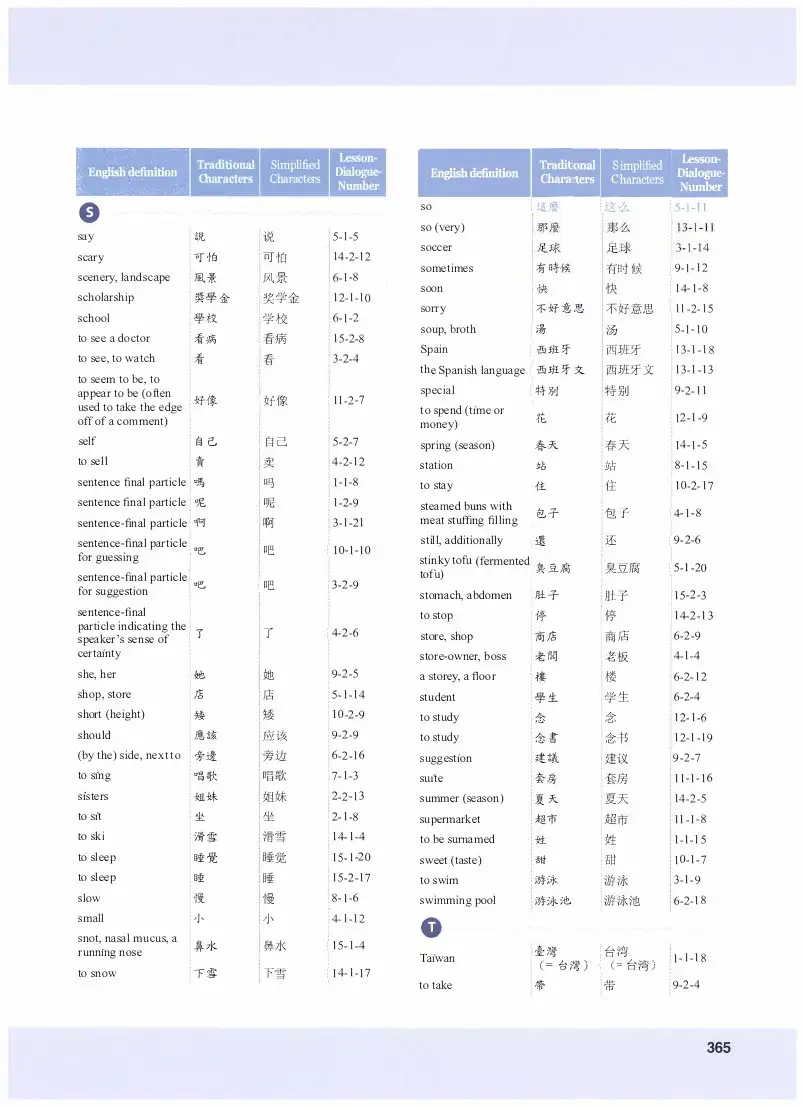 English definition Traditional Characters Simplified Characters Lesson-Dialogue-Number
S
say 說 说 5-1-5
scary 可怕 可怕 14-2-12
scenery, landscape 風景 风景 6-1-8
scholarship 獎學金 奖学金 12-1-10
school 學校 学校 6-1-2
to see a doctor 看病 看病 15-2-8
to see, to watch 看 看 3-2-4
to seem to be, to
appear to be (often
used to take the edge
off of a comment) 好像 好像 11-2-7
self 自己 自己 5-2-7
to sell 賣 卖 4-2-12
sentence final particle 嗎 吗 1-1-8
sentence final particle 呢 呢 1-2-9
sentence-final particle 啊 啊 3-1-21
sentence-final particle
for guessing 吧 吧 10-1-10
sentence-final particle
for suggestion 吧 吧 3-2-9
sentence-final
particle indicating the
speaker's sense of
certainty 了 了 4-2-6
she, her 她 她 9-2-5
shop, store 店 店 5-1-14
short (height) 矮 矮 10-2-9
should 應該 应该 9-2-9
(by the) side, next to 旁邊 旁边 6-2-16
to sing 唱歌 唱歌 7-1-3
sisters 姐妹 姐妹 2-2-13
to sit 坐 坐 2-1-8
to ski 滑雪 滑雪 14-1-4
to sleep 睡覺 睡觉 15-1-20
to sleep 睡 睡 15-2-17
slow 慢 慢 8-1-6
small 小 小 4-1-12
snot, nasal mucus, a
running nose 鼻水 鼻水 15-1-4
to snow 下雪 下雪 14-1-17
English definition Traditional Characters Simplified Characters Lesson-Dialogue-Number
so 這麼 这么 5-1-11
so (very) 那麼 那么 13-1-11
soccer 足球 足球 3-1-14
sometimes 有時候 有时候 9-1-12
soon 快 快 14-1-8
sorry 不好意思 不好意思 11-2-15
soup, broth 湯 汤 5-1-10
Spain 西班牙 西班牙 13-1-18
the Spanish language 西班牙文 西班牙文 13-1-13
special 特別 特别 9-2-11
to spend (time or
money) 花 花 12-1-9
spring (season) 春天 春天 14-1-5
station 站 站 8-1-15
to stay 住 住 10-2-17
steamed buns with
meat stuffing filling 包子 包子 4-1-8
still, additionally 還 还 9-2-6
stinky tofu (fermented
tofu) 臭豆腐 臭豆腐 5-1-20
stomach, abdomen 肚子 肚子 15-2-3
to stop 停 停 14-2-13
store, shop 商店 商店 6-2-9
store-owner, boss 老闆 老板 4-1-4
a storey, a floor 樓 楼 6-2-12
student 學生 学生 6-2-4
to study 念 念 12-1-6
to study 念書 念书 12-1-19
suggestion 建議 建议 9-2-7
suite 套房 套房 11-1-16
summer (season) 夏天 夏天 14-2-5
supermarket 超市 超市 11-1-8
to be surnamed 姓 姓 1-1-15
sweet (taste) 甜 甜 10-1-7
to swim 游泳 游泳 3-1-9
swimming pool 游泳池 游泳池 6-2-18
T
Taiwan 臺灣 台湾 1-1-18
(=台灣) (=台湾)
to take 帶 带 9-2-4
365